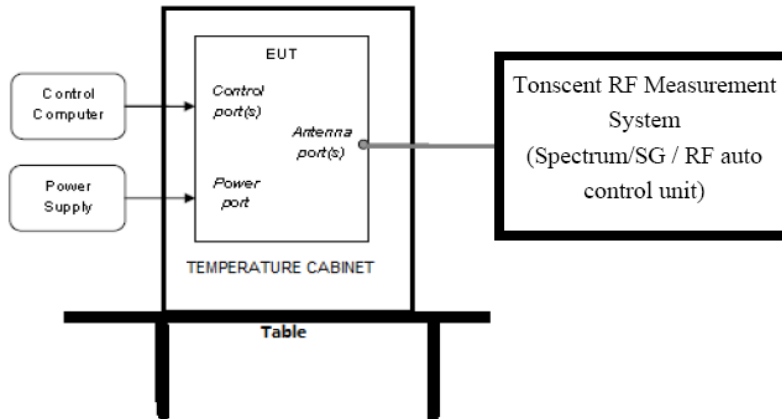 EUT
Control
Computer
Control
port(s)
Antenna
port(s)
Power
Supply
Power
port
TEMPERATURE CABINET
Table
Tonscent RF Measurement
System
(Spectrum/SG / RF auto
control unit)